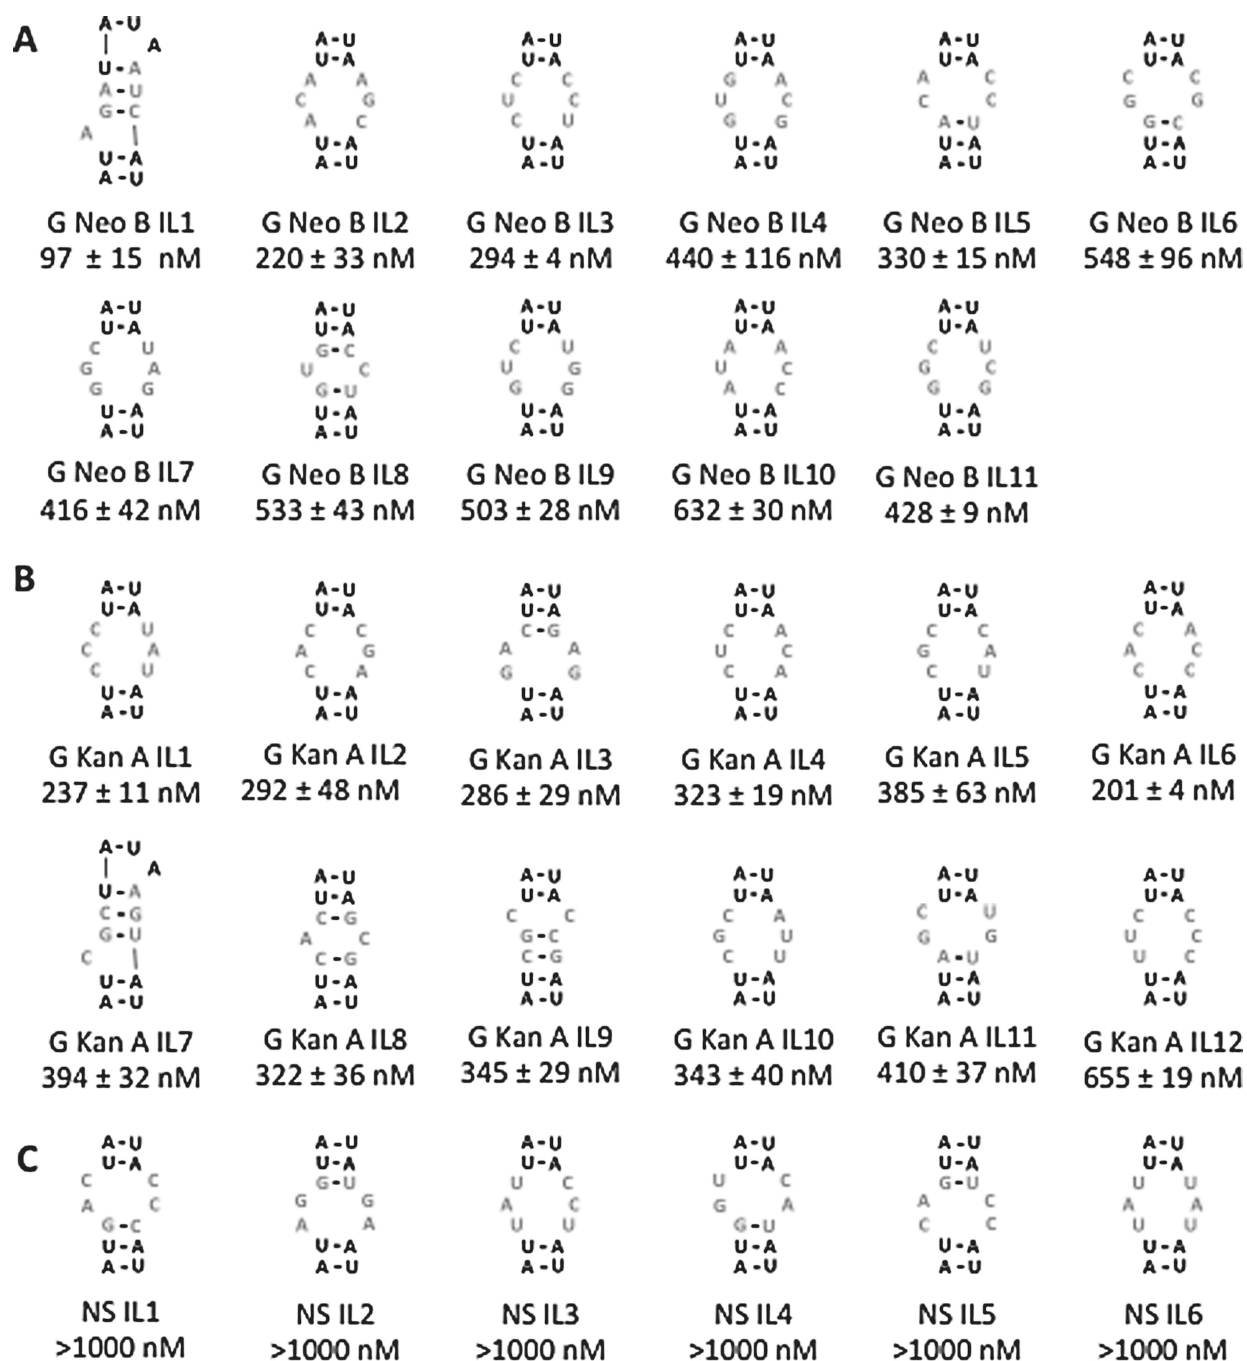 A
A-U
A
U-A
A-U
G-C
A
U-A
A-U
G Neo B IL1
97 ± 15 nM
A-U
U-A
A A
C G
A C
U-A
A-U
G Neo B IL2
220 ± 33 nM
A-U
U-A
C C
U C
C U
U-A
A-U
G Neo B IL3
294 ± 4 nM
A-U
U-A
G A
U C
G G
U-A
A-U
G Neo B IL4
440 ± 116 nM
A-U
U-A
A C
C C
A-U
U-A
A-U
G Neo B IL5
330 ± 15 nM
A-U
U-A
C C
G G
G-C
U-A
A-U
G Neo B IL6
548 ± 96 nM
A-U
U-A
C U
G A
G G
U-A
A-U
G Neo B IL7
416 ± 42 nM
A-U
U-A
G-C
U C
G-U
U-A
A-U
G Neo B IL8
533 ± 43 nM
A-U
U-A
C U
U G
G G
U-A
A-U
G Neo B IL9
503 ± 28 nM
A-U
U-A
A A
U C
A C
U-A
A-U
G Neo B IL10
632 ± 30 nM
A-U
U-A
C U
G C
G G
U-A
A-U
G Neo B IL11
428 ± 9 nM
B
A-U
U-A
C U
C A
C U
U-A
A-U
G Kan A IL1
237 ± 11 nM
A-U
U-A
C C
A G
C A
U-A
A-U
G Kan A IL2
292 ± 48 nM
A-U
U-A
C-G
A A
G G
U-A
A-U
G Kan A IL3
286 ± 29 nM
A-U
U-A
C A
U C
C A
U-A
A-U
G Kan A IL4
323 ± 19 nM
A-U
U-A
C C
G A
C U
U-A
A-U
G Kan A IL5
385 ± 63 nM
A-U
U-A
C A
A C
C C
U-A
A-U
G Kan A IL6
201 ± 4 nM
A-U
A
U-A
C-G
G-U
C
U-A
A-U
G Kan A IL7
394 ± 32 nM
A-U
U-A
C-G
A C
C-G
U-A
A-U
G Kan A IL8
322 ± 36 nM
A-U
U-A
C C
G-C
C-G
U-A
A-U
G Kan A IL9
345 ± 29 nM
A-U
U-A
C A
G U
C U
U-A
A-U
G Kan A IL10
343 ± 40 nM
A-U
U-A
C U
G G
A-U
U-A
A-U
G Kan A IL11
410 ± 37 nM
A-U
U-A
C C
U C
U C
U-A
A-U
G Kan A IL12
655 ± 19 nM
C
A-U
U-A
C C
A C
G-C
U-A
A-U
NS IL1
>1000 nM
A-U
U-A
G-U
G G
A A
U-A
A-U
NS IL2
>1000 nM
A-U
U-A
U C
A C
U U
U-A
A-U
NS IL3
>1000 nM
A-U
U-A
U C
G A
G-U
U-A
A-U
NS IL4
>1000 nM
A-U
U-A
G-U
A C
C C
U-A
A-U
NS IL5
>1000 nM
A-U
U-A
U U
A A
U U
U-A
A-U
NS IL6
>1000 nM